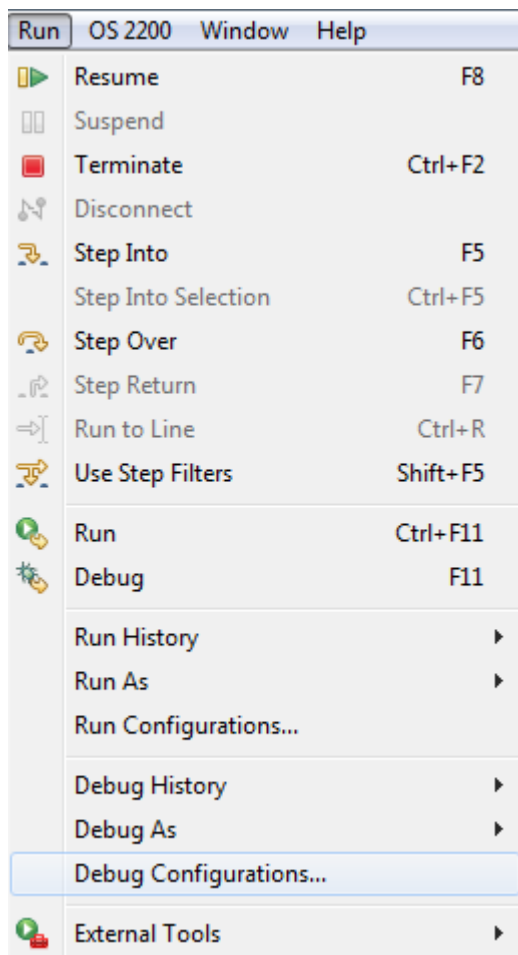 Run OS 2200 Window Help
Resume F8
Suspend
Terminate Ctrl+F2
Disconnect
Step Into F5
Step Into Selection Ctrl+F5
Step Over F6
Step Return F7
Run to Line Ctrl+R
Use Step Filters Shift+F5
Run Ctrl+F11
Debug F11
Run History
Run As
Run Configurations...
Debug History
Debug As
Debug Configurations...
External Tools